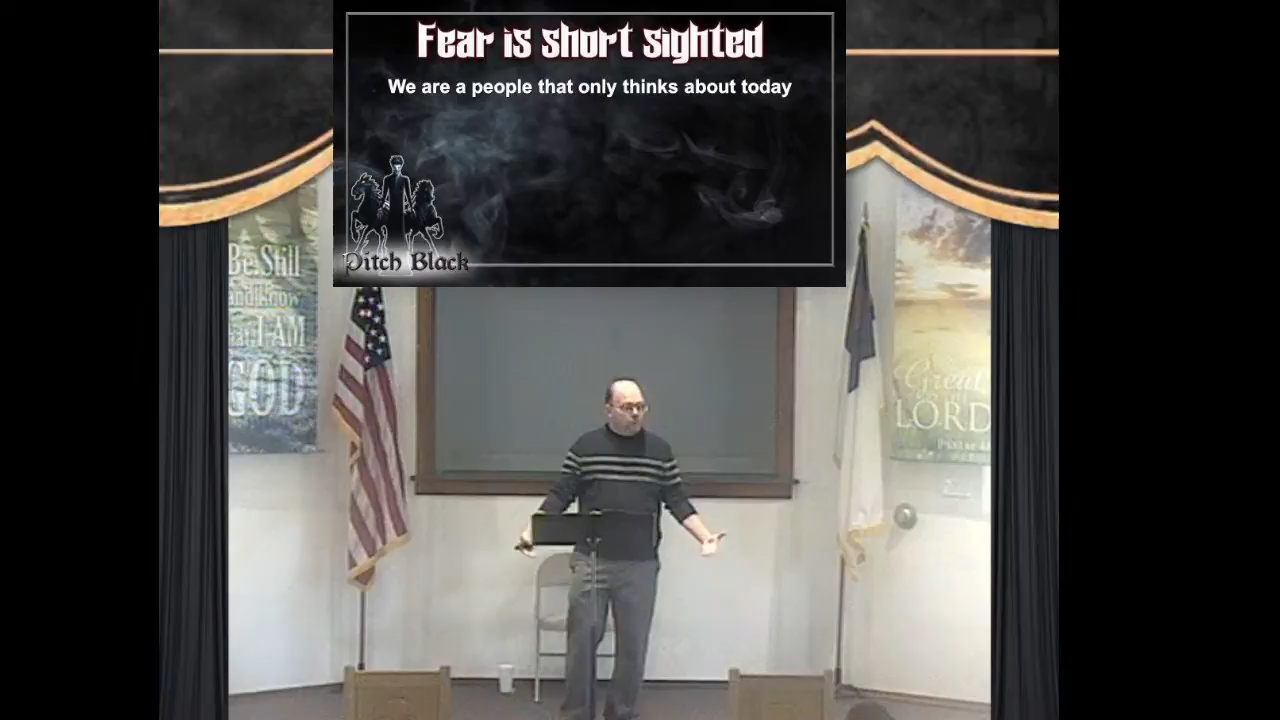 Fear is short sighted
We are a people that only thinks about today
Pitch Black
Be Still
and Know
I AM
GOD
Great
LORD